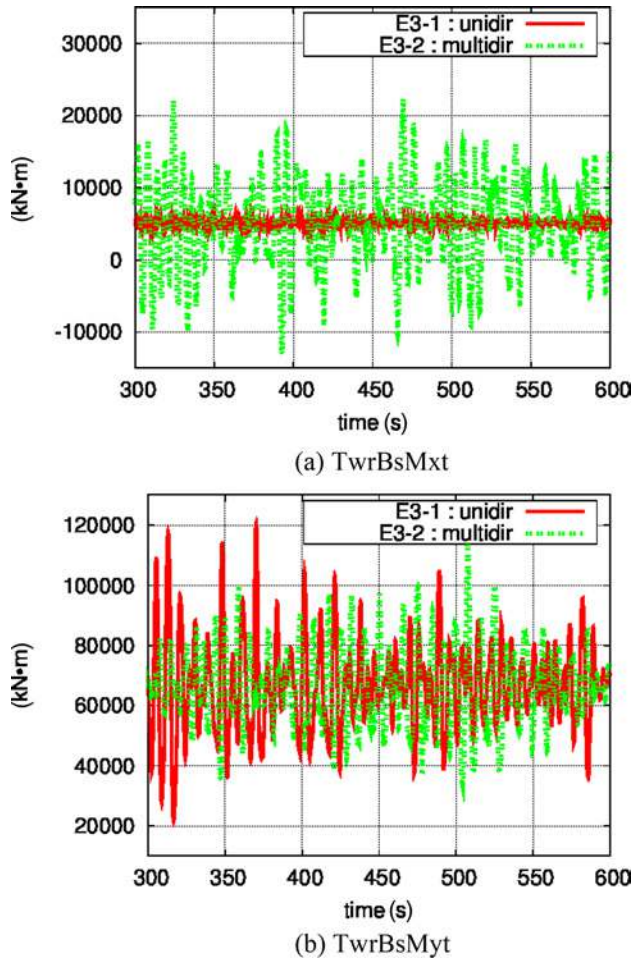 E3-1 : unidir
E3-2 : multidir
30000
20000
10000
0
-10000
(kN•m)
300 350 400 450 500 550 600
time (s)
(a) TwrBsMxt
E3-1 : unidir
E3-2 : multidir
120000
100000
80000
60000
40000
20000
(kN•m)
300 350 400 450 500 550 600
time (s)
(b) TwrBsMyt